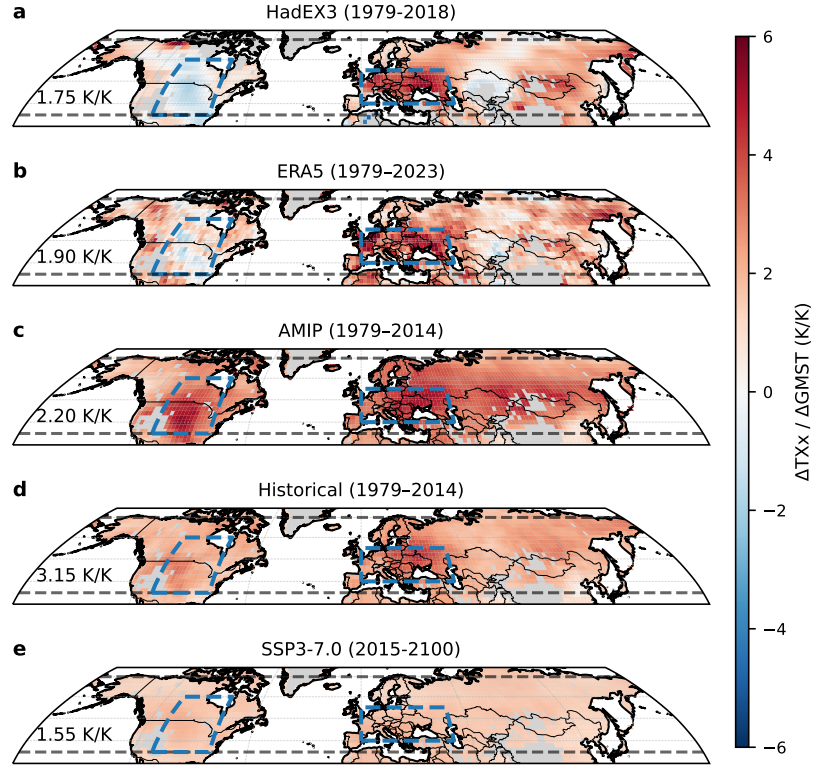 a
HadEX3 (1979-2018)
1.75 K/K
b
ERA5 (1979–2023)
1.90 K/K
c
AMIP (1979–2014)
2.20 K/K
d
Historical (1979–2014)
3.15 K/K
e
SSP3-7.0 (2015-2100)
1.55 K/K
6
4
2
0
−2
−4
−6
ΔTXx / ΔGMST (K/K)